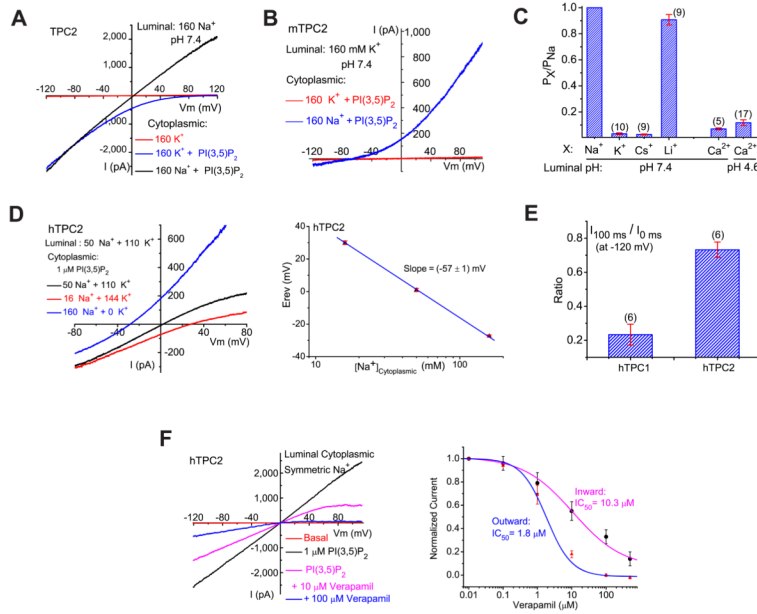 A
TPC2
Luminal: 160 Na+
pH 7.4
2,000
1,000
-120 -80 -40 40 80 120
Vm (mV)
-1,000
-2,000
I (pA)
Cytoplasmic:
160 K+
160 K+ + PI(3,5)P2
160 Na+ + PI(3,5)P2
B
mTPC2
I (pA)
Luminal: 160 mM K+
pH 7.4
Cytoplasmic:
160 K+ + PI(3,5)P2
160 Na+ + PI(3,5)P2
1,000
800
600
400
200
-120 -80 -40 40 80
Vm (mV)
C
PX/PNa
1.0
0.8
0.6
0.4
0.2
(10) (9) (9) (5) (17)
X: Na+ K+ Cs+ Li+ Ca2+ Ca2+
Luminal pH: pH 7.4 pH 4.6
D
hTPC2
Luminal : 50 Na+ + 110 K+
Cytoplasmic:
1 μM PI(3,5)P2
50 Na+ + 110 K+
16 Na+ + 144 K+
160 Na+ + 0 K+
600
400
200
-80 -40 40 80
Vm (mV)
-200
I (pA)
hTPC2
Erev (mV)
40
20
0
-20
-40
Slope = (-57 ± 1) mV
10 100
[Na+]Cytoplasmic (mM)
E
I100 ms / I0 ms
(at -120 mV)
Ratio
0.8
0.6
0.4
0.2
(6) (6)
hTPC1 hTPC2
F
hTPC2
Luminal Cytoplasmic
Symmetric Na+
2,000
1,000
-120 -80 -40 40 80
Vm (mV)
-1,000
-2,000
I (pA)
Basal
1 μM PI(3,5)P2
PI(3,5)P2
+ 10 μM Verapamil
+ 100 μM Verapamil
Normalized Current
1.0
0.8
0.6
0.4
0.2
0.0
Inward:
IC50= 10.3 μM
Outward:
IC50= 1.8 μM
0.01 0.1 1 10 100
Verapamil (μM)